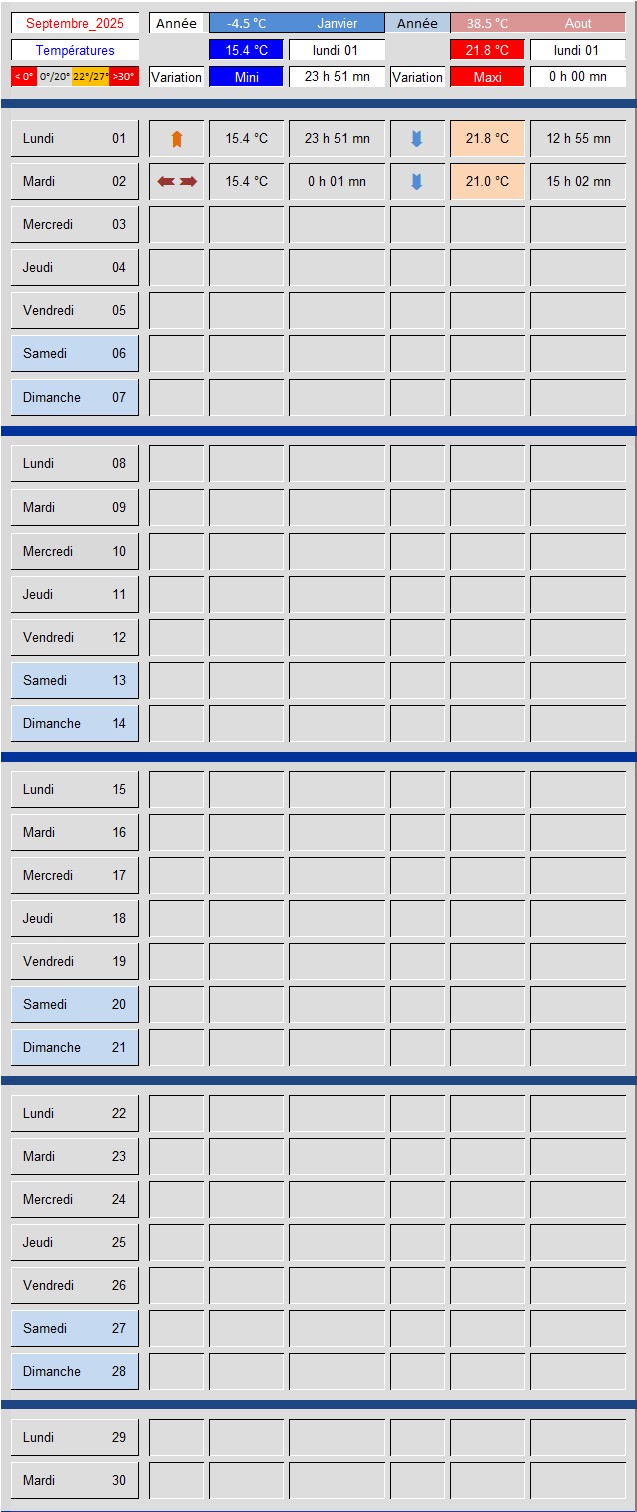 Septembre_2025 Année -4.5 °C Janvier Année 38.5 °C Aout
Températures 15.4 °C lundi 01 21.8 °C lundi 01
< 0° 0°/20° 22°/27° >30° Variation Mini 23 h 51 mn Variation Maxi 0 h 00 mn
Lundi 01 15.4 °C 23 h 51 mn 21.8 °C 12 h 55 mn
Mardi 02 15.4 °C 0 h 01 mn 21.0 °C 15 h 02 mn
Mercredi 03
Jeudi 04
Vendredi 05
Samedi 06
Dimanche 07
Lundi 08
Mardi 09
Mercredi 10
Jeudi 11
Vendredi 12
Samedi 13
Dimanche 14
Lundi 15
Mardi 16
Mercredi 17
Jeudi 18
Vendredi 19
Samedi 20
Dimanche 21
Lundi 22
Mardi 23
Mercredi 24
Jeudi 25
Vendredi 26
Samedi 27
Dimanche 28
Lundi 29
Mardi 30